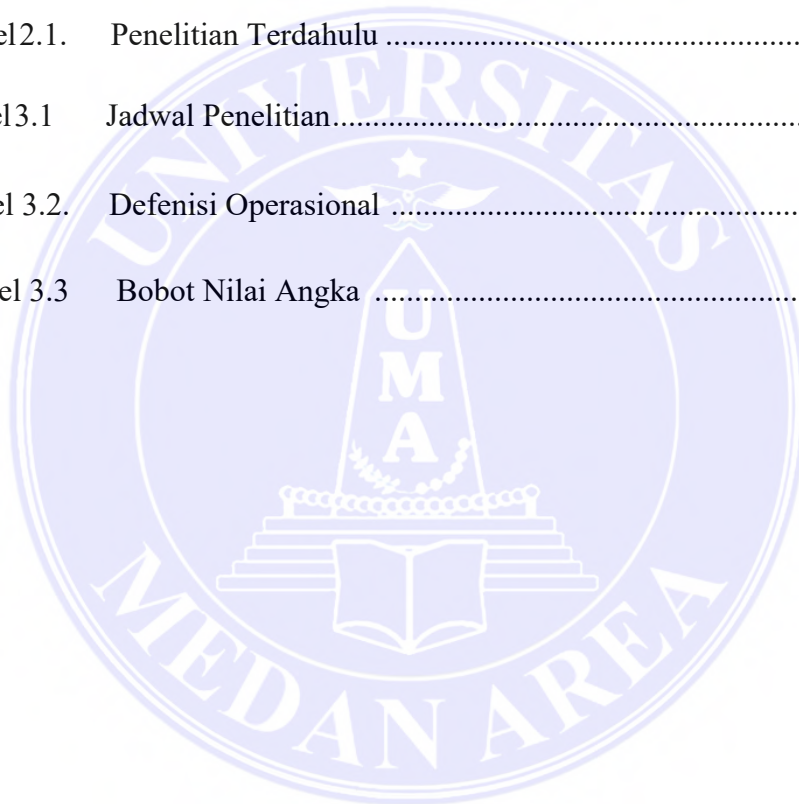 el2.1. Penelitian Terdahulu ....................................................
el3.1 Jadwal Penelitian...........................................................
el 3.2. Defenisi Operasional ...................................................
el 3.3 Bobot Nilai Angka .....................................................
UNIVERSITAS
U
M
A
MEDAN AREA